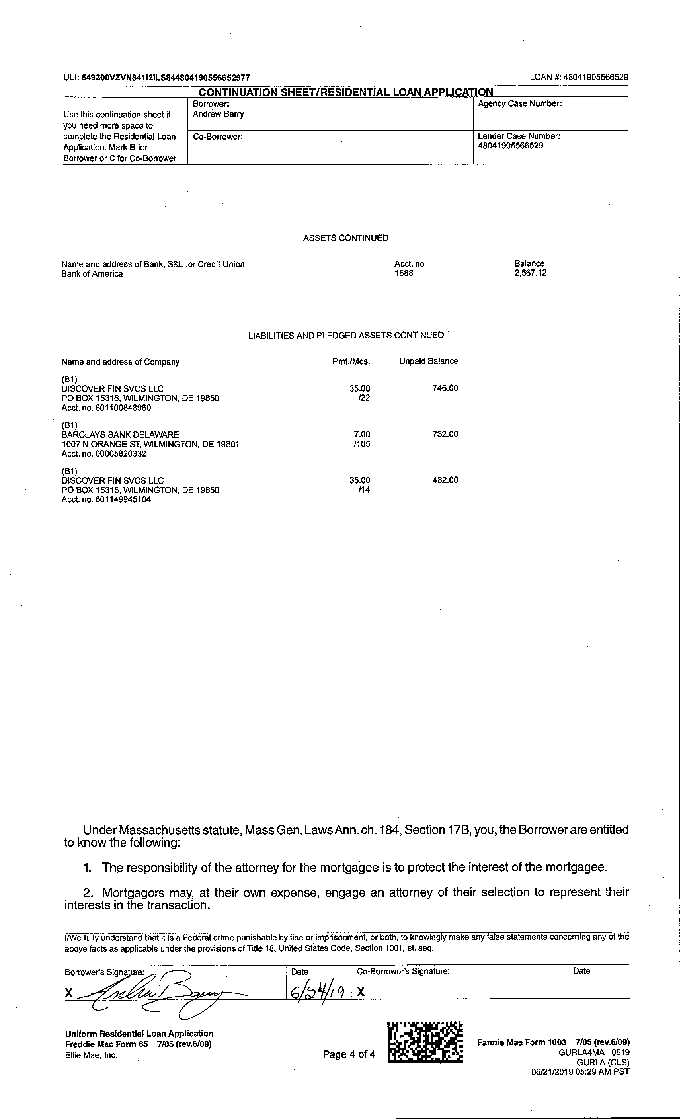 LOAN #: 48041905566529
CONTINUATION SHEET/RESIDENTIAL LOAN APPLICATION
Use this continuation sheet if
you need more space to
complete the Residential Loan
Application. Mark B for
Borrower or C for Co-Borrower
Borrower:
Andrew Barry
Agency Case Number:
Co-Borrower:
Lender Case Number:
48041905566529
ASSETS CONTINUED
Name and address of Bank, S&L, or Credit Union Acct. no. Balance
Bank of America
LIABILITIES AND PLEDGED ASSETS CONTINUED
Name and address of Company Pmt./Mos. Unpaid Balance
(B1)
DISCOVER FIN SVCS LLC 35.00 746.00
PO BOX 15316, WILMINGTON, DE 19850 /22
Acct. no.
(B1)
BARCLAYS BANK DELAWARE 7.00 732.00
1007 N ORANGE ST, WILMINGTON, DE 19801
Acct. no.
(B1)
DISCOVER FIN SVCS LLC 35.00 482.00
PO BOX 15316, WILMINGTON, DE 19850 /14
Acct. no.
Under Massachusetts statute, Mass Gen. Laws Ann. ch. 184, Section 17B, you, the Borrower are entitled
to know the following:
1. The responsibility of the attorney for the mortgagee is to protect the interest of the mortgagee.
2. Mortgagors may, at their own expense, engage an attorney of their selection to represent their
interests in the transaction.
I/We fully understand that it is a Federal crime punishable by fine or imprisonment, or both, to knowingly make any false statements concerning any of the
above facts as applicable under the provisions of Title 18, United States Code, Section 1001, et. seq.
Borrower's Signature: Date Co-Borrower's Signature: Date
X Andrew Barry 6/24/19 X
Uniform Residential Loan Application
Freddie Mac Form 65 7/05 (rev.6/09)
Ellie Mae, Inc.
Page 4 of 4
Fannie Mae Form 1003 7/05 (rev.6/09)
GURLA4MA 0519
GURLA (CLS)
06/21/2019 05:29 AM PST